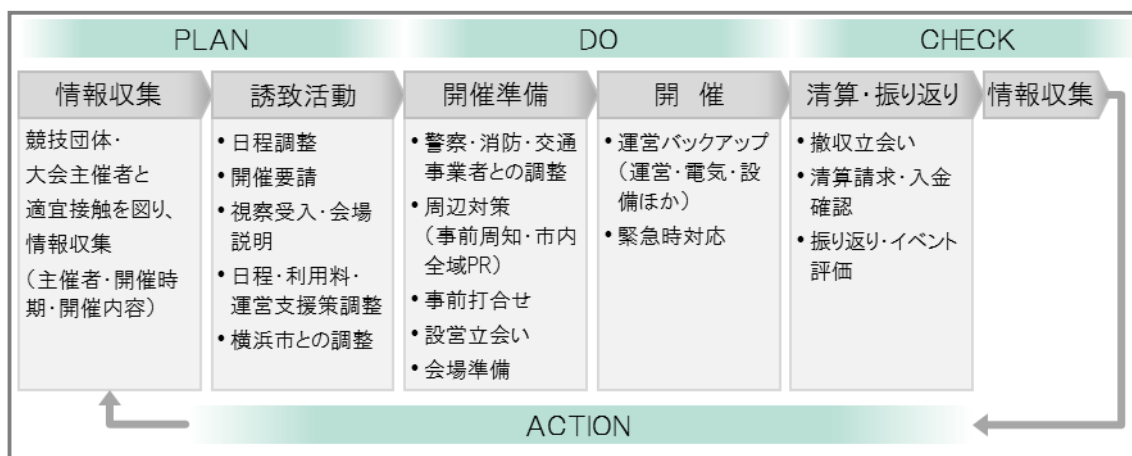 PLAN
DO
CHECK
情報収集
誘致活動
開催準備
開 催
清算・振り返り
情報収集
競技団体・
大会主催者と
適宜接触を図り、
情報収集
（主催者・開催時
期・開催内容）
• 日程調整
• 開催要請
• 視察受入・会場
説明
• 日程・利用料・
運営支援策調整
• 横浜市との調整
• 警察・消防・交通
事業者との調整
• 周辺対策
（事前周知・市内
全域PR）
• 事前打合せ
• 設営立会い
• 会場準備
• 運営バックアップ
（運営・電気・設
備ほか）
• 緊急時対応
• 撤収立会い
• 清算請求・入金
確認
• 振り返り・イベント
評価
ACTION